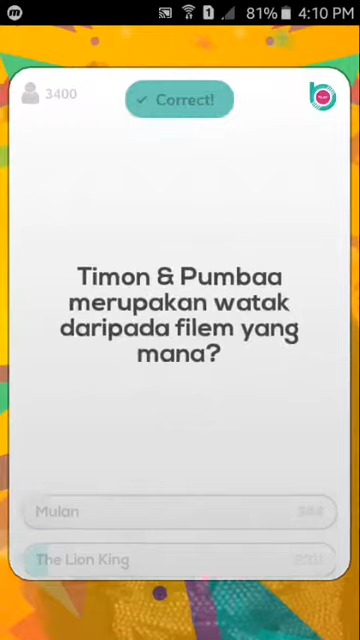 81% 4:10 PM
3400
✓ Correct!
Timon & Pumbaa
merupakan watak
daripada filem yang
mana?
Mulan
The Lion King